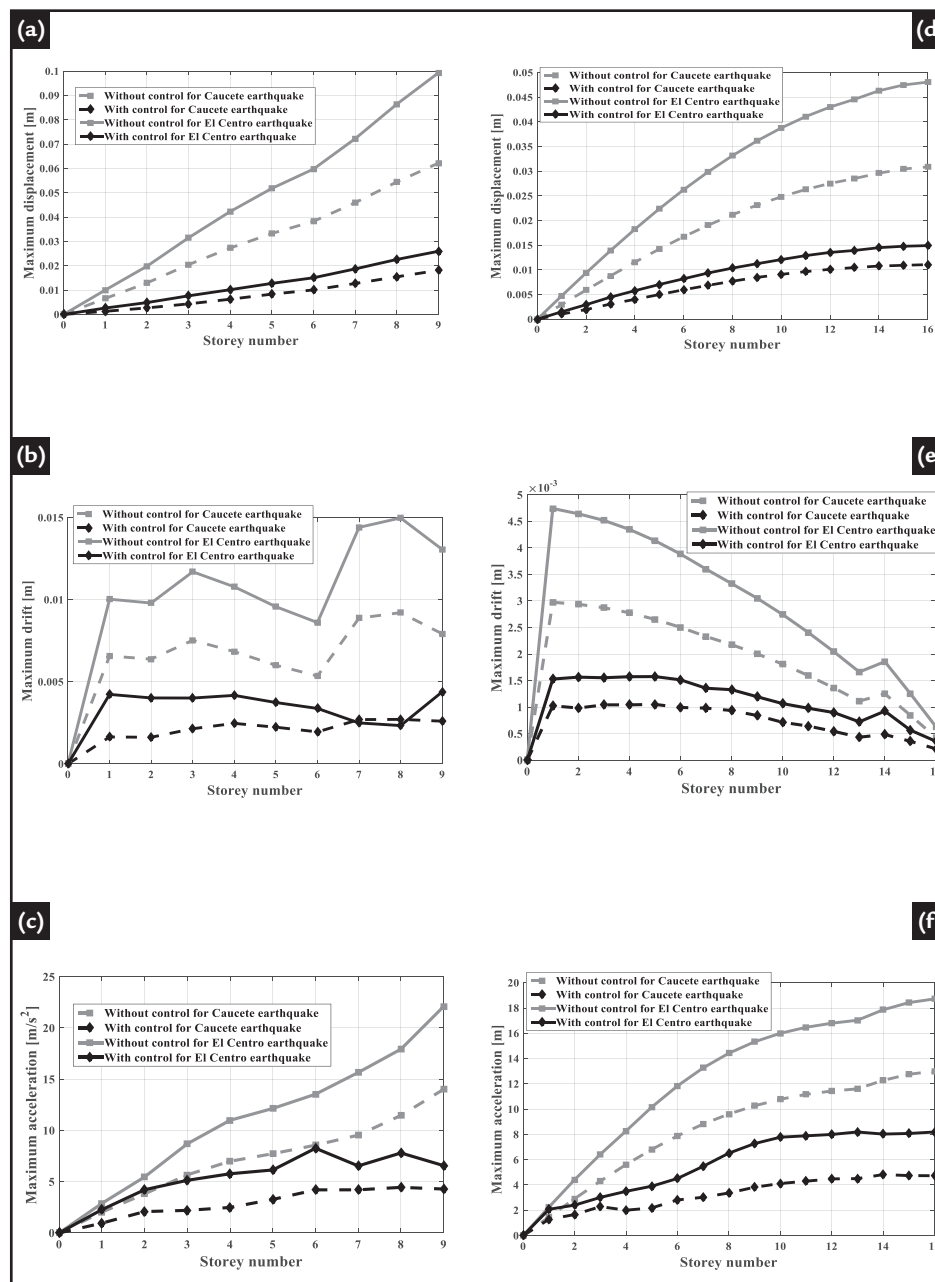 (a)
0.1
0.09
0.08
0.07
0.06
0.05
0.04
0.03
0.02
0.01
0
Maximum displacement [m]
Without control for Caucete earthquake
With control for Caucete earthquake
Without control for El Centro earthquake
With control for El Centro earthquake
0 1 2 3 4 5 6 7 8 9
Storey number
(d
0.05
0.045
0.04
0.035
0.03
0.025
0.02
0.015
0.01
0.005
0
Maximum displacement [m]
Without control for Caucete earthquake
With control for Caucete earthquake
Without control for El Centro earthquake
With control for El Centro earthquake
0 2 4 6 8 10 12 14 16
Storey number
(b)
0.015
0.01
0.005
0
Maximum drift [m]
Without control for Caucete earthquake
With control for Caucete earthquake
Without control for El Centro earthquake
With control for El Centro earthquake
0 1 2 3 4 5 6 7 8 9
Storey number
(e
×10⁻³
5
4.5
4
3.5
3
2.5
2
1.5
1
0.5
0
Maximum drift [m]
Without control for Caucete earthquake
With control for Caucete earthquake
Without control for El Centro earthquake
With control for El Centro earthquake
0 2 4 6 8 10 12 14 1
Storey number
(c)
25
20
15
10
5
0
Maximum acceleration [m/s²]
Without control for Caucete earthquake
With control for Caucete earthquake
Without control for El Centro earthquake
With control for El Centro earthquake
0 1 2 3 4 5 6 7 8 9
Storey number
(f
20
18
16
14
12
10
8
6
4
2
0
Maximum acceleration [m]
Without control for Caucete earthquake
With control for Caucete earthquake
Without control for El Centro earthquake
With control for El Centro earthquake
0 2 4 6 8 10 12 14 1
Storey number